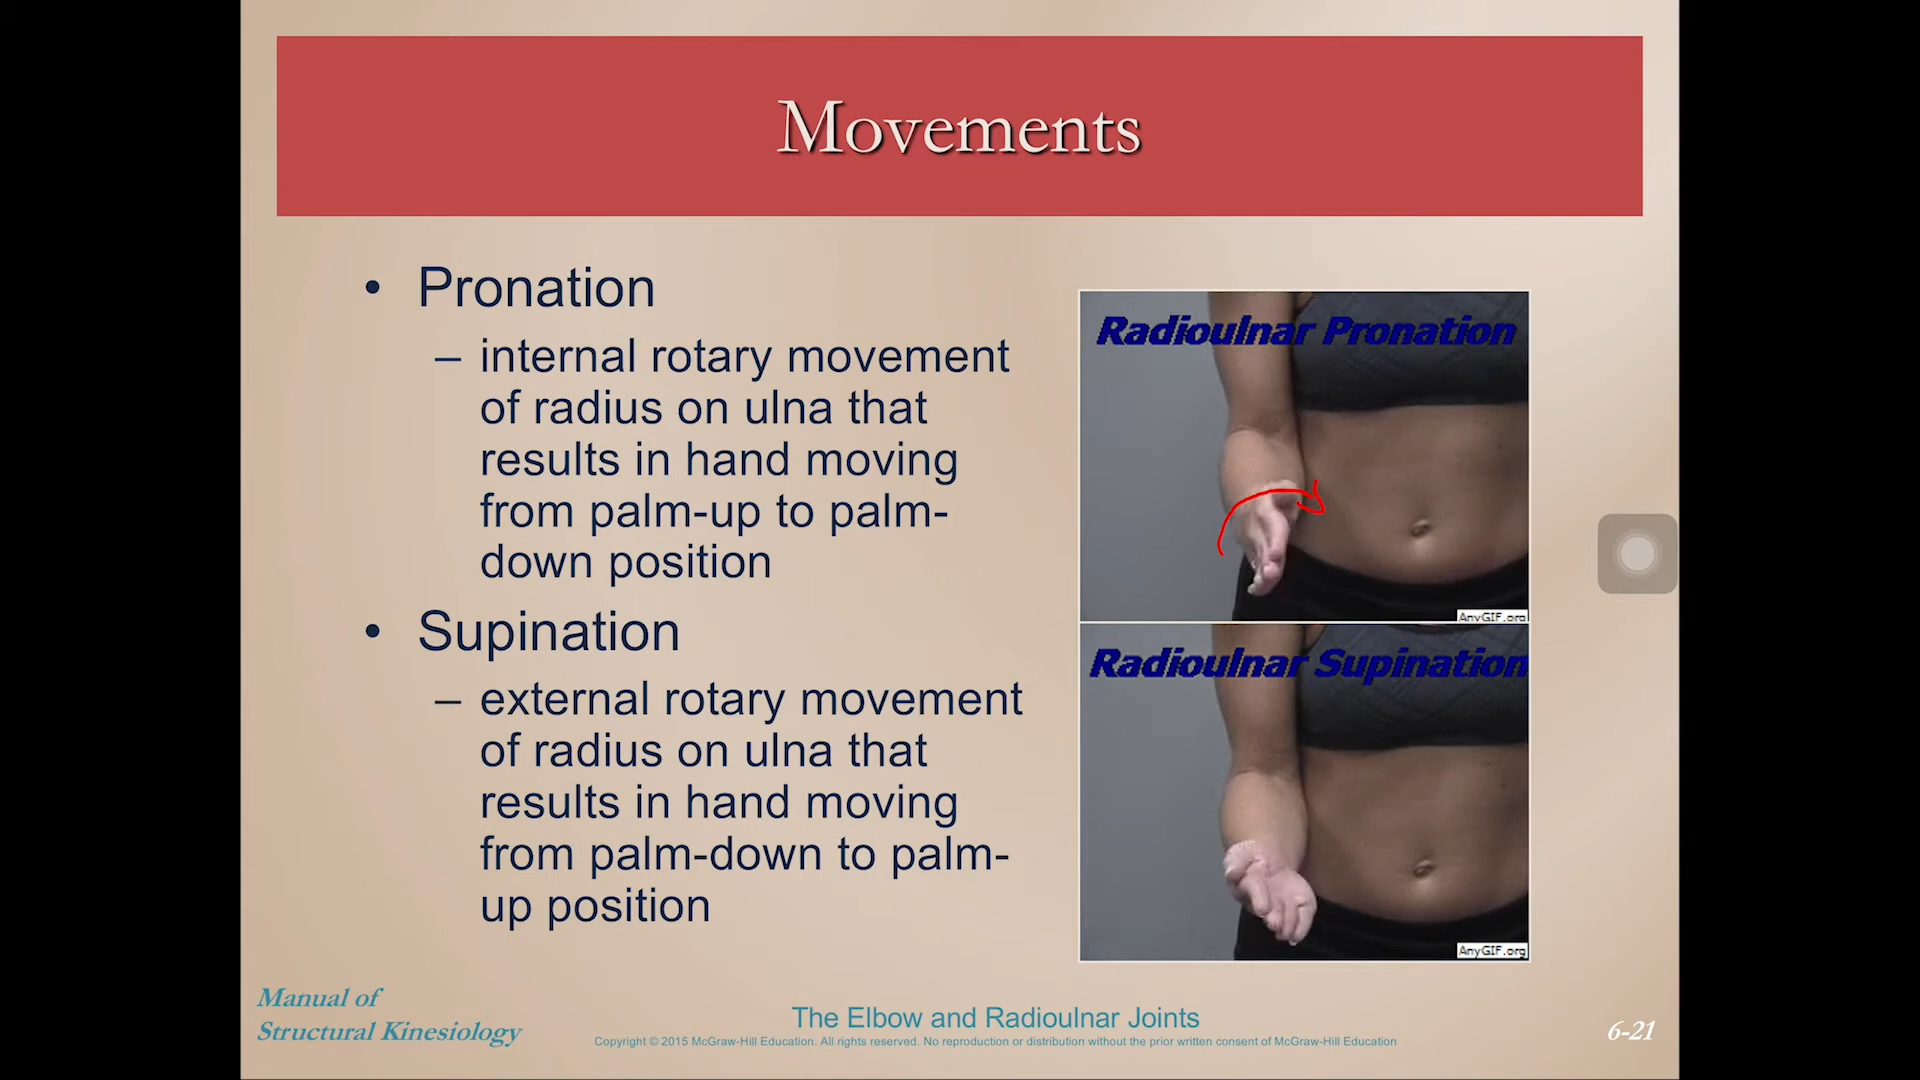 Movements
• Pronation
– internal rotary movement
of radius on ulna that
results in hand moving
from palm-up to palm-
down position
• Supination
– external rotary movement
of radius on ulna that
results in hand moving
from palm-down to palm-
up position
Radioulnar Pronation
AnyGIF.org
Radioulnar Supination
AnyGIF.org
Manual of
Structural Kinesiology
The Elbow and Radioulnar Joints
Copyright © 2015 McGraw-Hill Education. All rights reserved. No reproduction or distribution without the prior written consent of McGraw-Hill Education
6-21